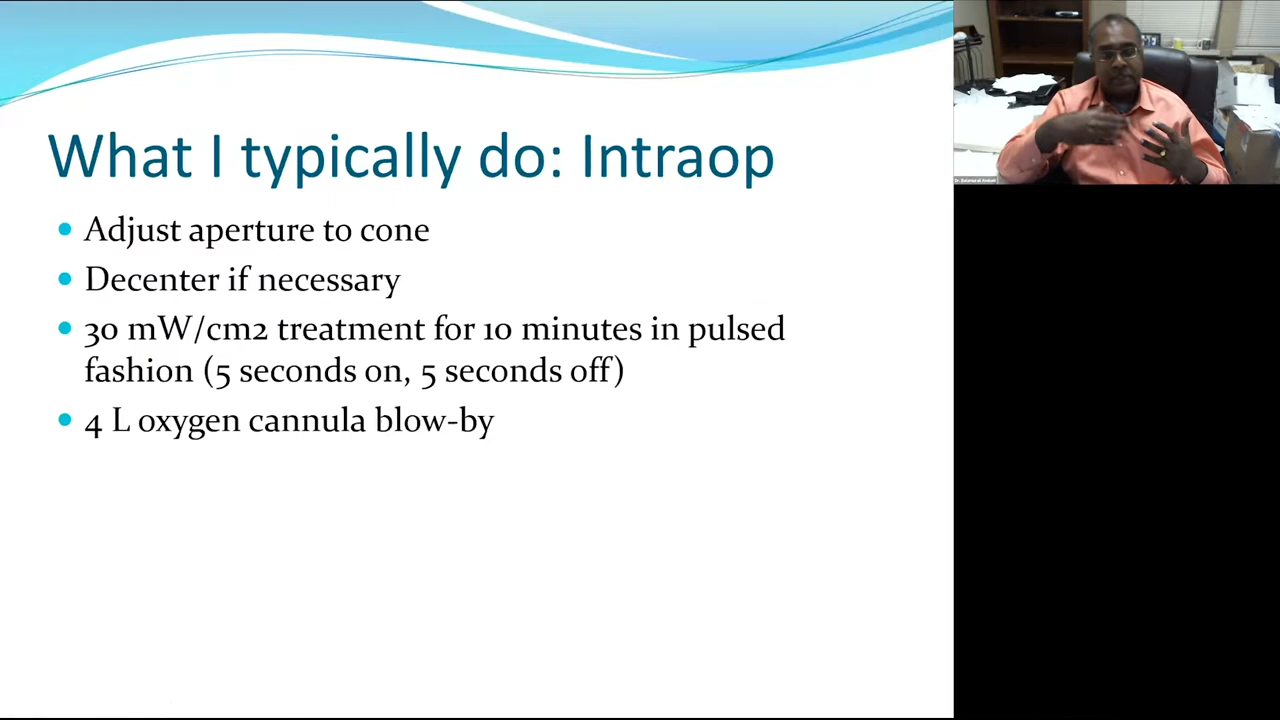 What I typically do: Intraop
Adjust aperture to cone
Decenter if necessary
30 mW/cm2 treatment for 10 minutes in pulsed
fashion (5 seconds on, 5 seconds off)
4 L oxygen cannula blow-by